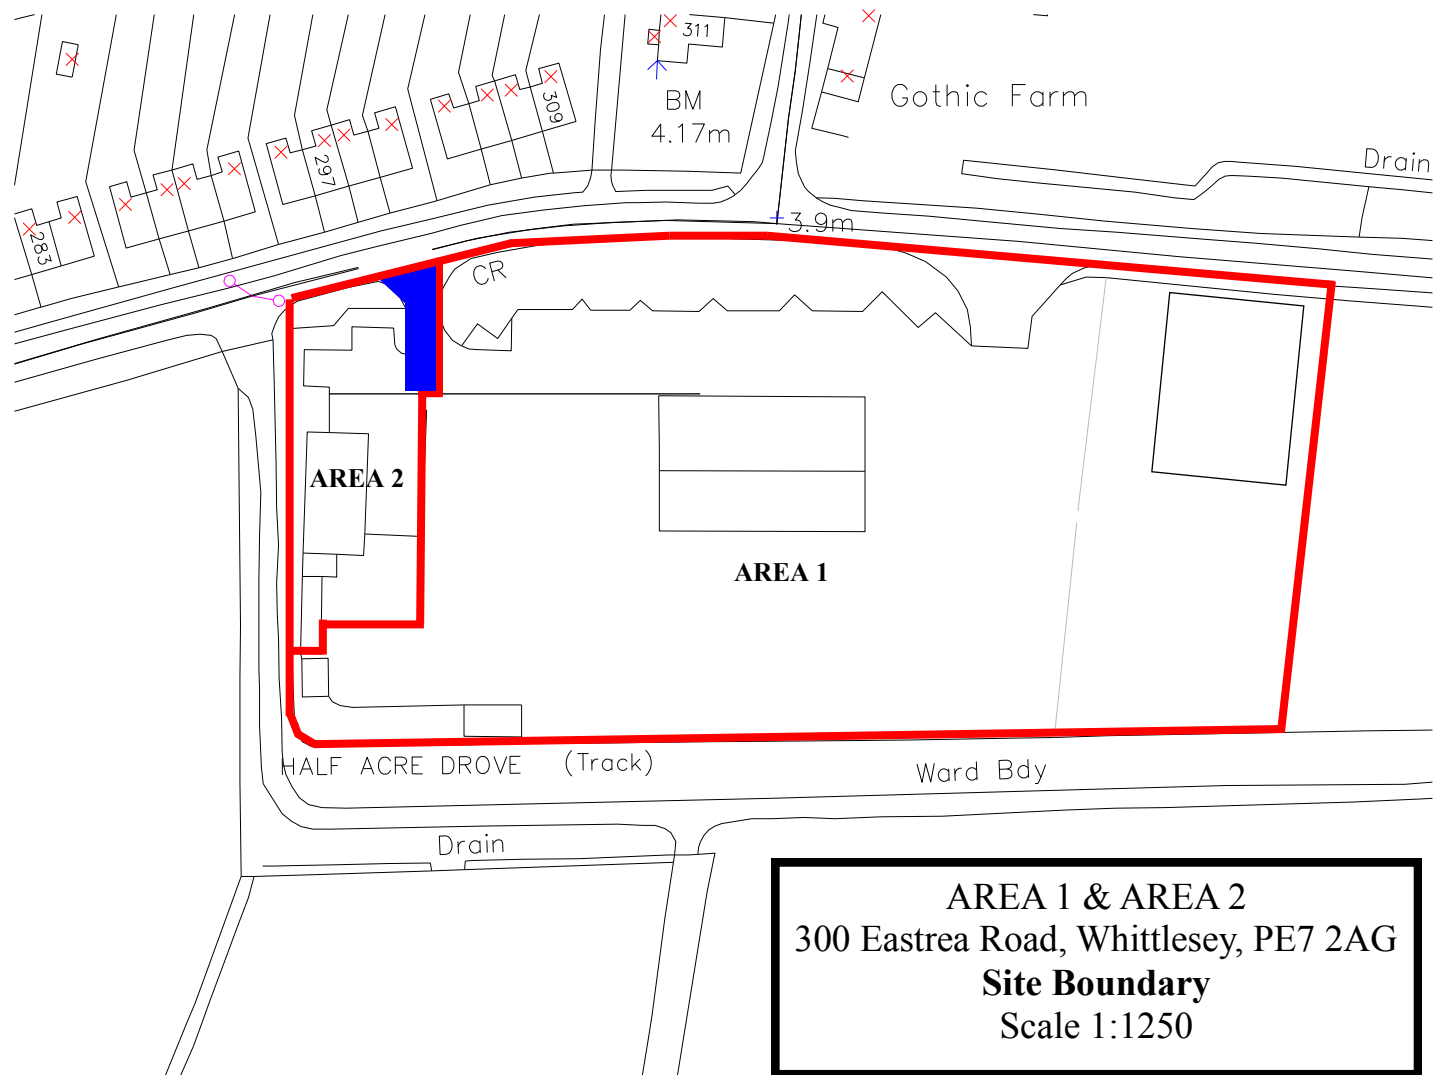 311
BM
4.17m
Gothic Farm
309
297
283
Drain
3.9m
CR
AREA 2
AREA 1
HALF ACRE DROVE (Track)
Ward Bdy
Drain
AREA 1 & AREA 2
300 Eastrea Road, Whittlesey, PE7 2AG
Site Boundary
Scale 1:1250